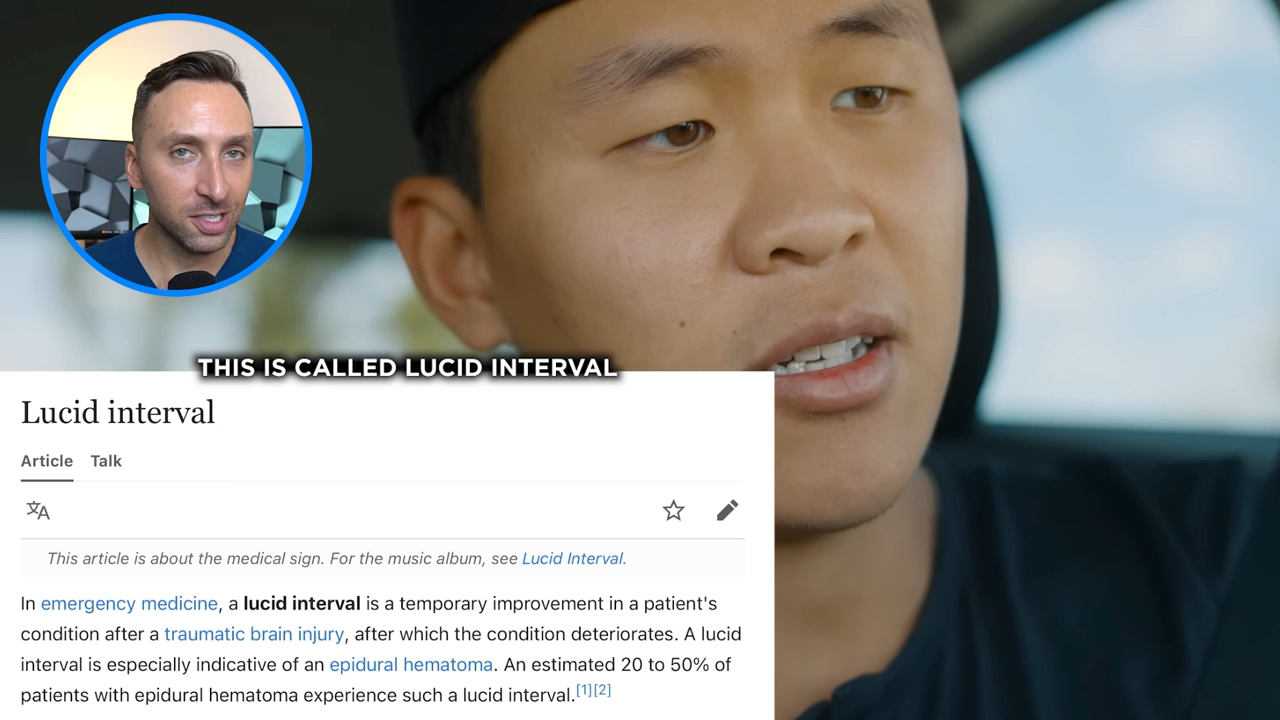 THIS IS CALLED LUCID INTERVAL
Lucid interval
Article Talk
This article is about the medical sign. For the music album, see Lucid Interval.
In emergency medicine, a lucid interval is a temporary improvement in a patient's
condition after a traumatic brain injury, after which the condition deteriorates. A lucid
interval is especially indicative of an epidural hematoma. An estimated 20 to 50% of
patients with epidural hematoma experience such a lucid interval.[1][2]